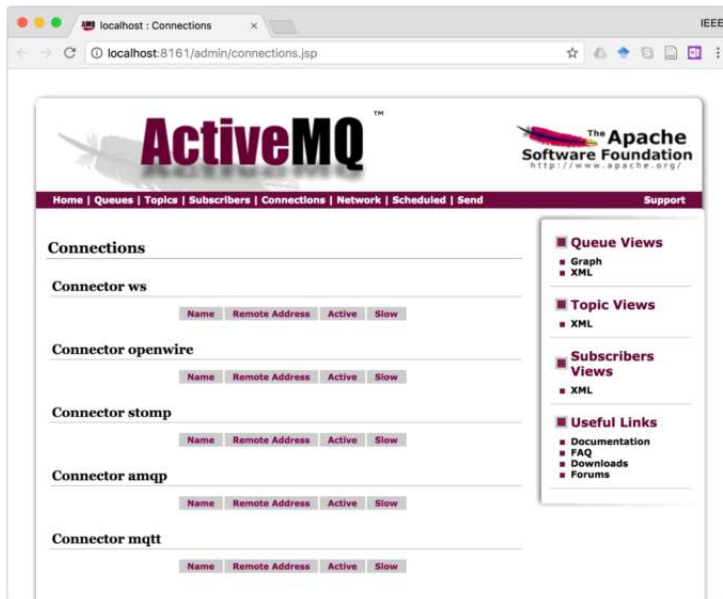 localhost : Connections
IEEE
localhost:8161/admin/connections.jsp
ActiveMQ™
The Apache
Software Foundation
http://www.apache.org/
Home | Queues | Topics | Subscribers | Connections | Network | Scheduled | Send
Support
Connections
Connector ws
Name Remote Address Active Slow
Connector openwire
Name Remote Address Active Slow
Connector stomp
Name Remote Address Active Slow
Connector amqp
Name Remote Address Active Slow
Connector mqtt
Name Remote Address Active Slow
Queue Views
Graph
XML
Topic Views
XML
Subscribers
Views
XML
Useful Links
Documentation
FAQ
Downloads
Forums